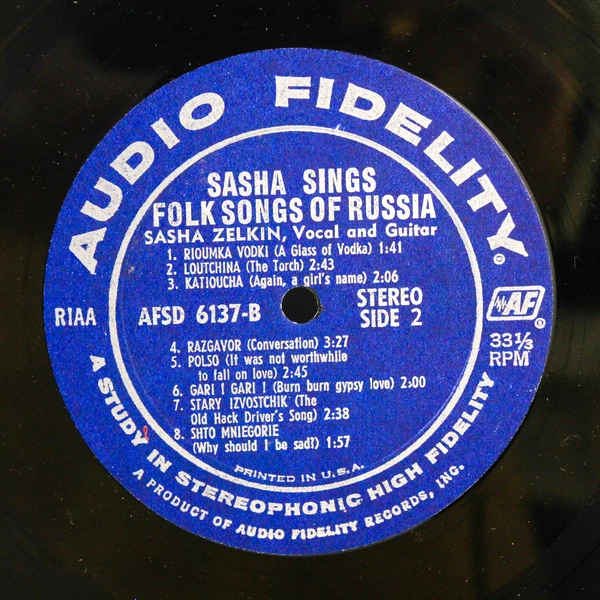 AUDIO FIDELITY®
SASHA SINGS
FOLK SONGS OF RUSSIA
SASHA ZELKIN, Vocal and Guitar
1. RIOUMKA VODKI (A Glass of Vodka) 1:41
2. LOUTCHINA (The Torch) 2:43
3. KATIOUCHA (Again, a girl's name) 2:06
RIAA
AFSD 6137-B
STEREO
SIDE 2
AF®
33 1/3
RPM
4. RAZGAVOR (Conversation) 3:27
5. POLSO (It was not worthwhile
to fall on love) 2:45
6. GARI ! GARI ! (Burn burn gypsy love) 2:00
7. STARY IZVOSTCHIK (The
Old Hack Driver's Song) 2:38
8. SHTO MNIEGORIE
(Why should I be sad?) 1:57
PRINTED IN U.S.A.
A STUDY IN STEREOPHONIC HIGH FIDELITY
A PRODUCT OF AUDIO FIDELITY RECORDS, INC.